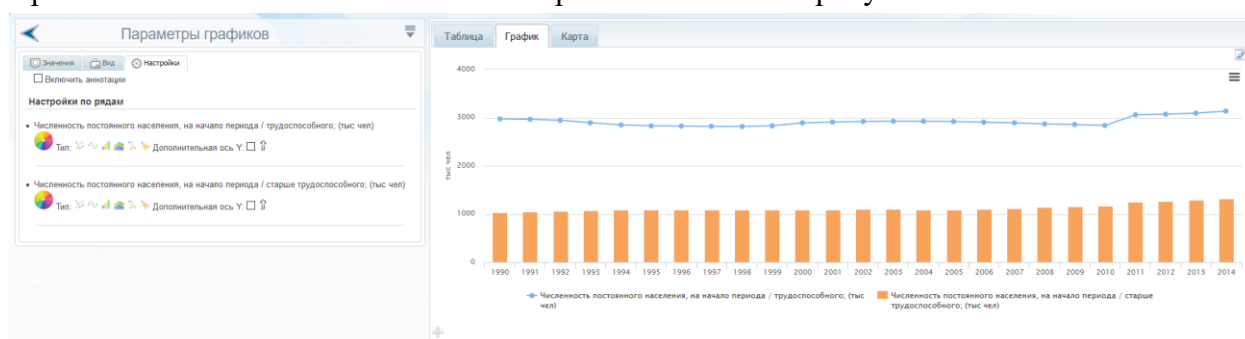 Параметры графиков
Значения Вид Настройки
Включить аннотации
Настройки по рядам
• Численность постоянного населения, на начало периода / трудоспособного; (тыс чел)
Тип: Дополнительная ось Y:
• Численность постоянного населения, на начало периода / старше трудоспособного; (тыс чел)
Тип: Дополнительная ось Y:
Таблица График Карта
4000
3000
2000
1000
0
тыс чел
1990 1991 1992 1993 1994 1995 1996 1997 1998 1999 2000 2001 2002 2003 2004 2005 2006 2007 2008 2009 2010 2011 2012 2013 2014
Численность постоянного населения, на начало периода / трудоспособного; (тыс
чел)
Численность постоянного населения, на начало периода / старше
трудоспособного; (тыс чел)